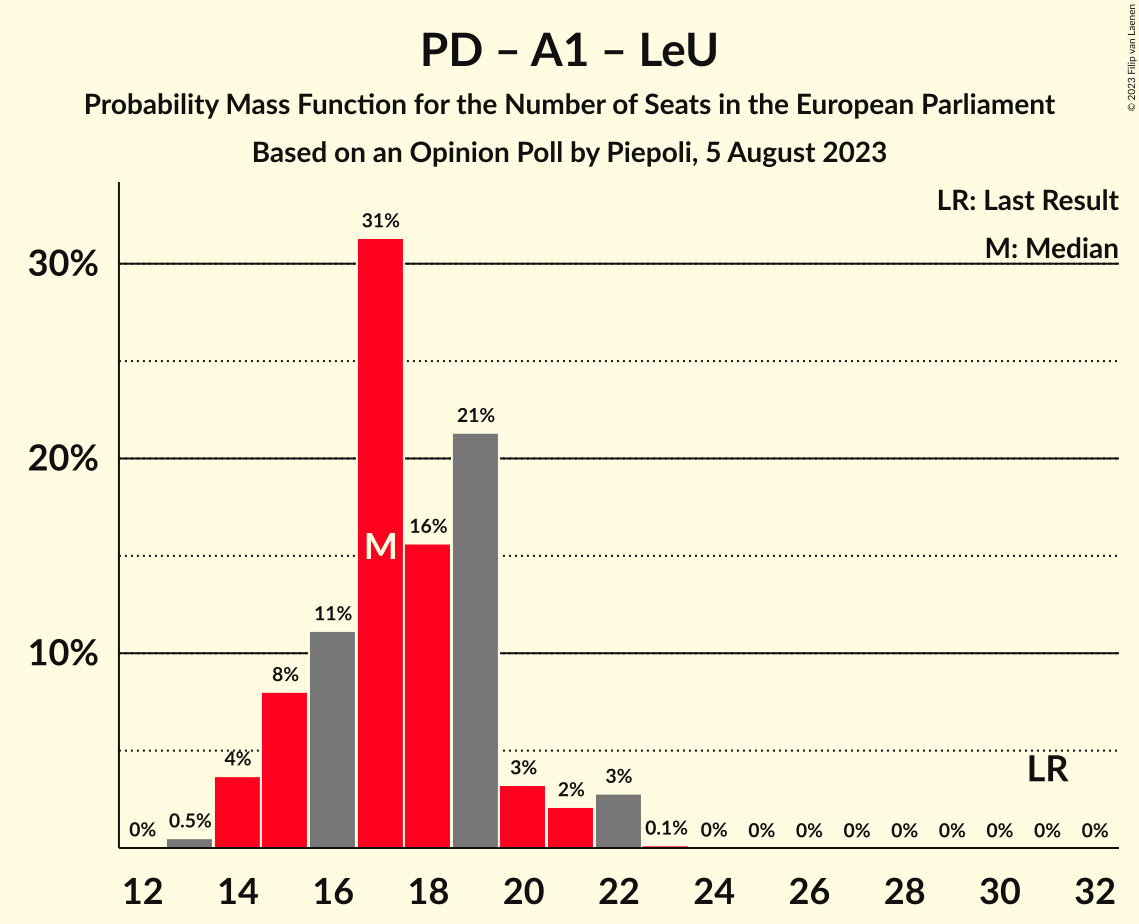 PD – A1 – LeU
Probability Mass Function for the Number of Seats in the European Parliament
Based on an Opinion Poll by Piepoli, 5 August 2023
© 2023 Filip van Laenen
LR: Last Result
M: Median
30%
20%
10%
0%
0.5%
4%
8%
11%
31%
M
16%
21%
3%
2%
3%
0.1%
0%
0%
0%
0%
0%
0%
0%
0%
0%
LR
12 14 16 18 20 22 24 26 28 30 32